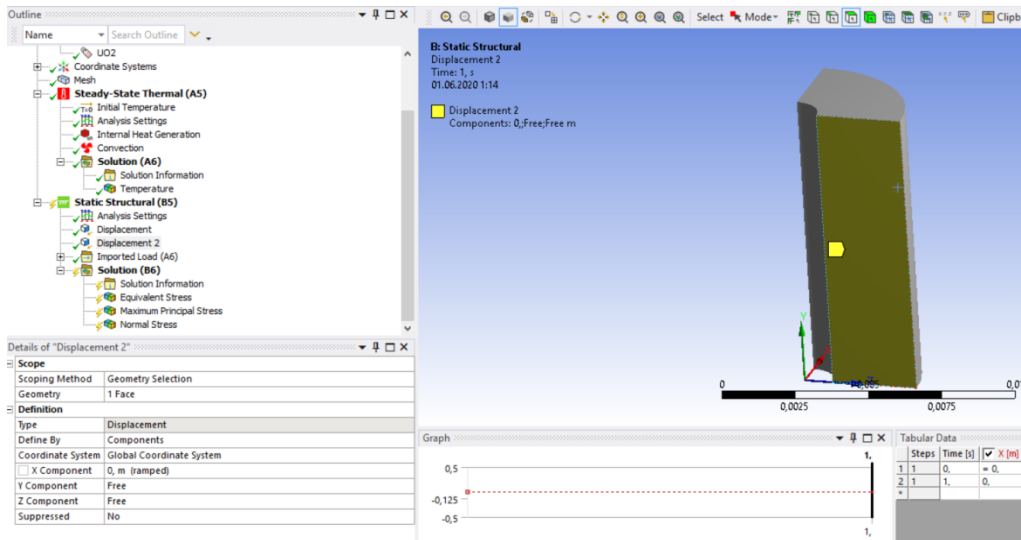 Outline
Name
Search Outline
UO2
Coordinate Systems
Mesh
Steady-State Thermal (A5)
T=0 Initial Temperature
Analysis Settings
Internal Heat Generation
Convection
Solution (A6)
Solution Information
Temperature
Static Structural (B5)
Analysis Settings
Displacement
Displacement 2
Imported Load (A6)
Solution (B6)
Solution Information
Equivalent Stress
Maximum Principal Stress
Normal Stress
Details of "Displacement 2"
Scope
Scoping Method Geometry Selection
Geometry 1 Face
Definition
Type Displacement
Define By Components
Coordinate System Global Coordinate System
X Component 0, m (ramped)
Y Component Free
Z Component Free
Suppressed No
Select Mode Clipb
B: Static Structural
Displacement 2
Time: 1, s
01.06.2020 1:14
Displacement 2
Components: 0,;Free;Free m
Y
0 0,005 0,0
0,0025 0,0075
Graph
1,
0,5
-0,125
-0,5
1,
Tabular Data
Steps Time [s] X [m]
1 1 0, = 0,
2 1 1, 0,
*